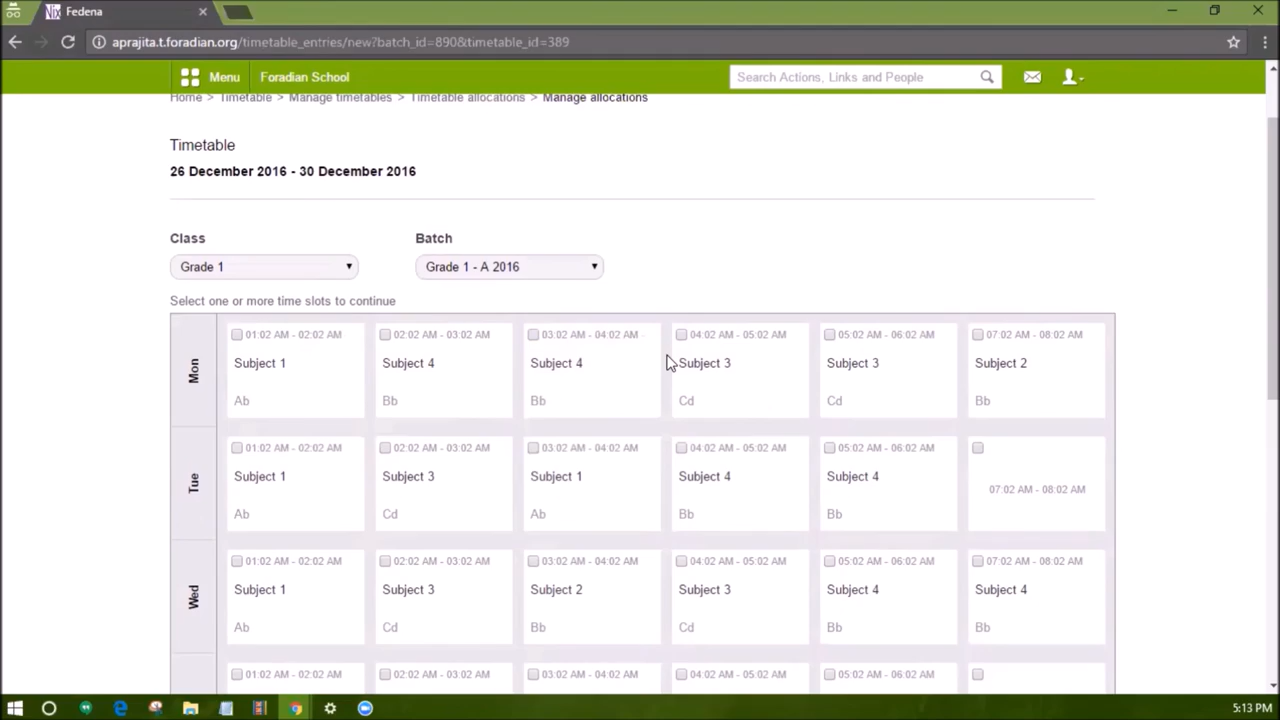 Fedena
aprajita.t.foradian.org/timetable_entries/new?batch_id=890&timetable_id=389
Menu
Foradian School
Search Actions, Links and People
Home > Timetable > Manage timetables > Timetable allocations > Manage allocations
Timetable
26 December 2016 - 30 December 2016
Class
Batch
Grade 1
Grade 1 - A 2016
Select one or more time slots to continue
Mon
01:02 AM - 02:02 AM
02:02 AM - 03:02 AM
03:02 AM - 04:02 AM
04:02 AM - 05:02 AM
05:02 AM - 06:02 AM
07:02 AM - 08:02 AM
Subject 1
Subject 4
Subject 4
Subject 3
Subject 3
Subject 2
Ab
Bb
Bb
Cd
Cd
Bb
Tue
01:02 AM - 02:02 AM
02:02 AM - 03:02 AM
03:02 AM - 04:02 AM
04:02 AM - 05:02 AM
05:02 AM - 06:02 AM
Subject 1
Subject 3
Subject 1
Subject 4
Subject 4
07:02 AM - 08:02 AM
Ab
Cd
Ab
Bb
Bb
Wed
01:02 AM - 02:02 AM
02:02 AM - 03:02 AM
03:02 AM - 04:02 AM
04:02 AM - 05:02 AM
05:02 AM - 06:02 AM
07:02 AM - 08:02 AM
Subject 1
Subject 3
Subject 2
Subject 3
Subject 4
Subject 4
Ab
Cd
Bb
Cd
Bb
Bb
01:02 AM - 02:02 AM
02:02 AM - 03:02 AM
03:02 AM - 04:02 AM
04:02 AM - 05:02 AM
05:02 AM - 06:02 AM
5:13 PM